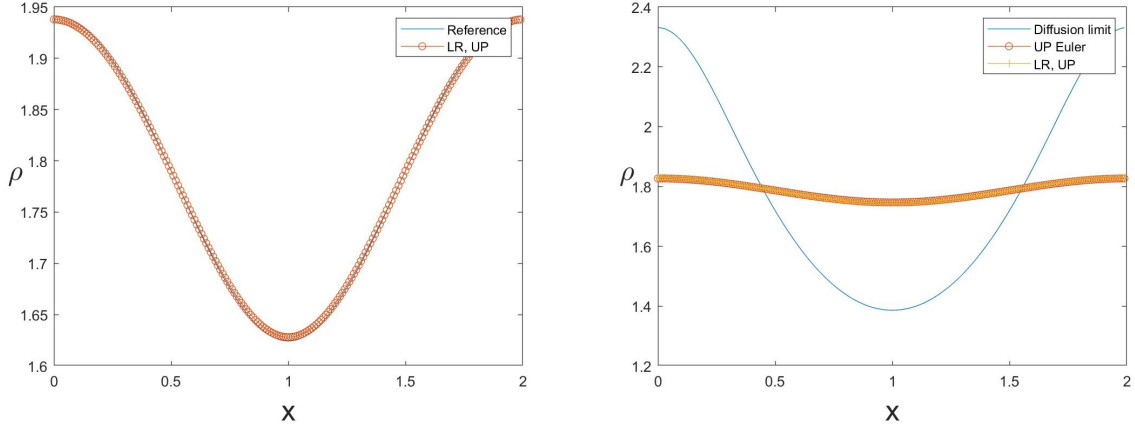 1.95
1.9
1.85
1.8
1.75
1.7
1.65
1.6
ρ
0
0.5
1
1.5
2
x
Reference
LR, UP
2.4
2.2
2
1.8
1.6
1.4
1.2
ρ
0
0.5
1
1.5
2
x
Diffusion limit
UP Euler
LR, UP